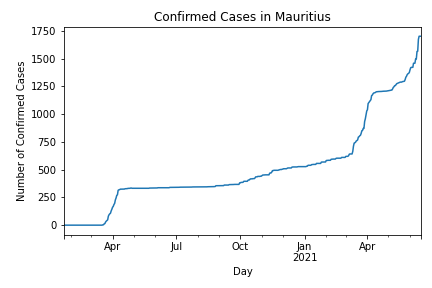 Confirmed Cases in Mauritius
1750
1500
1250
1000
750
500
250
0
Number of Confirmed Cases
Apr
Jul
Oct
Jan
2021
Apr
Day